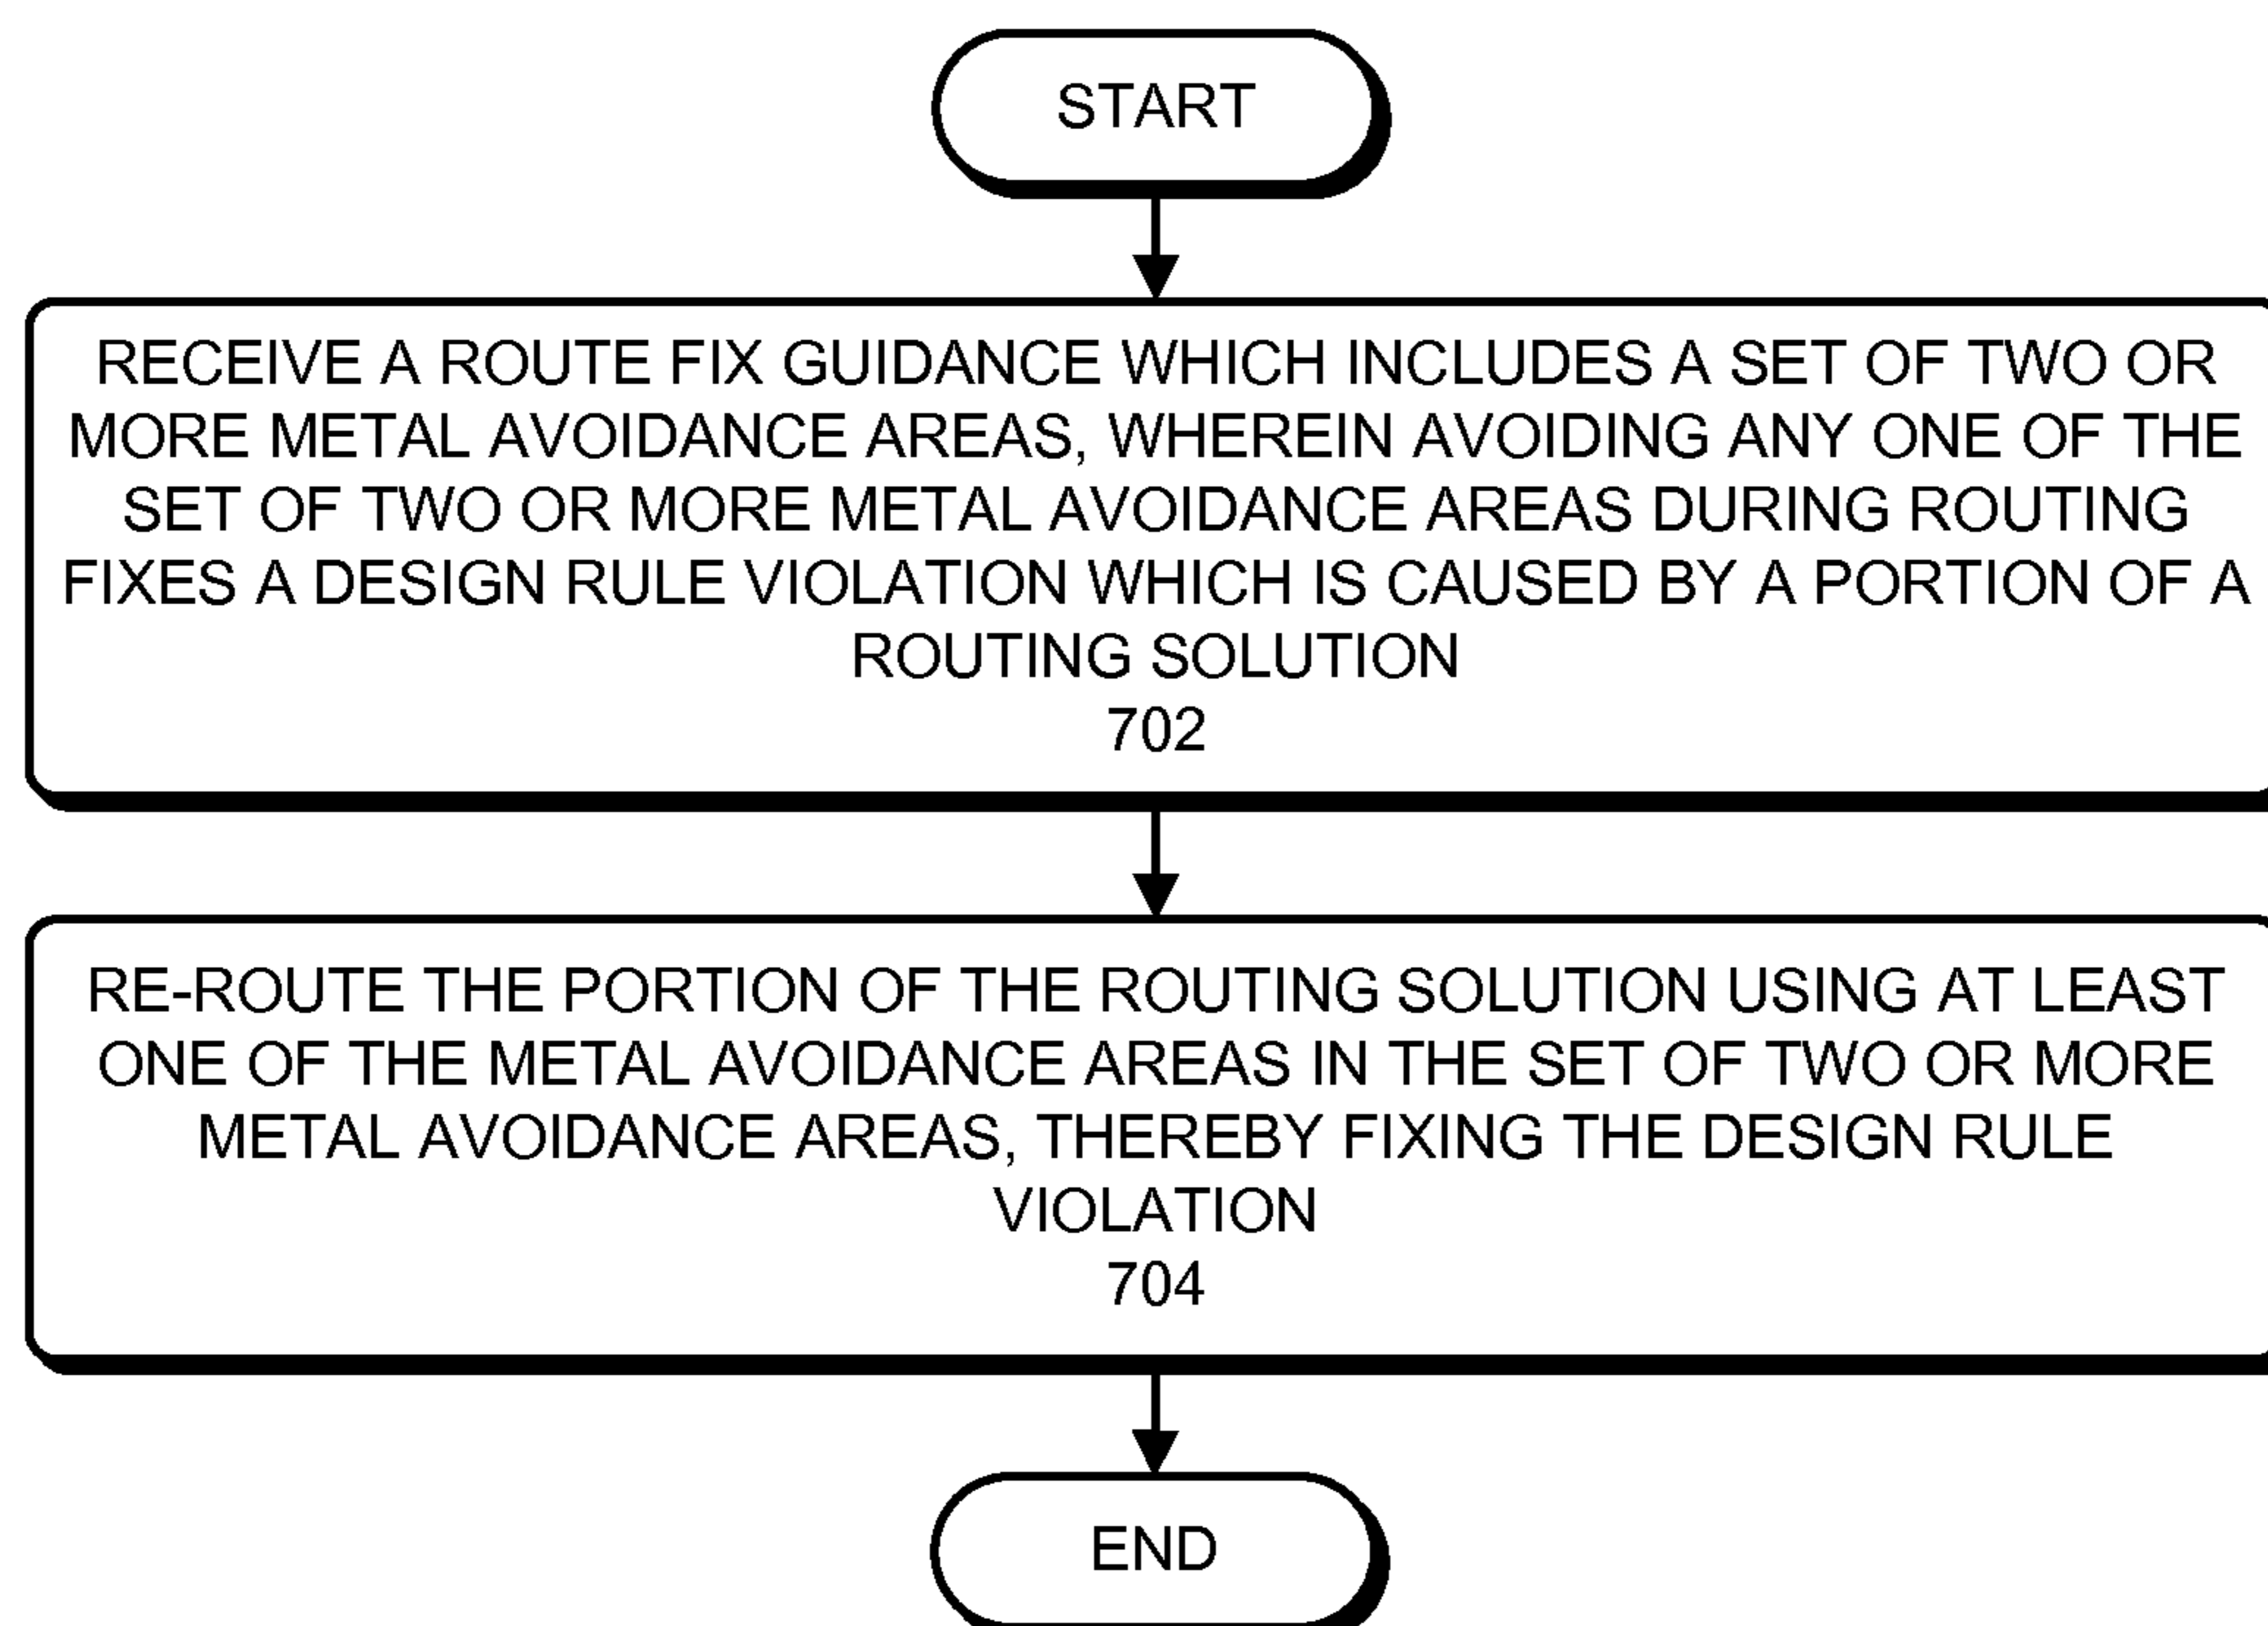 START
RECEIVE A ROUTE FIX GUIDANCE WHICH INCLUDES A SET OF TWO OR
MORE METAL AVOIDANCE AREAS, WHEREIN AVOIDING ANY ONE OF THE
SET OF TWO OR MORE METAL AVOIDANCE AREAS DURING ROUTING
FIXES A DESIGN RULE VIOLATION WHICH IS CAUSED BY A PORTION OF A
ROUTING SOLUTION
702
RE-ROUTE THE PORTION OF THE ROUTING SOLUTION USING AT LEAST
ONE OF THE METAL AVOIDANCE AREAS IN THE SET OF TWO OR MORE
METAL AVOIDANCE AREAS, THEREBY FIXING THE DESIGN RULE
VIOLATION
704
END